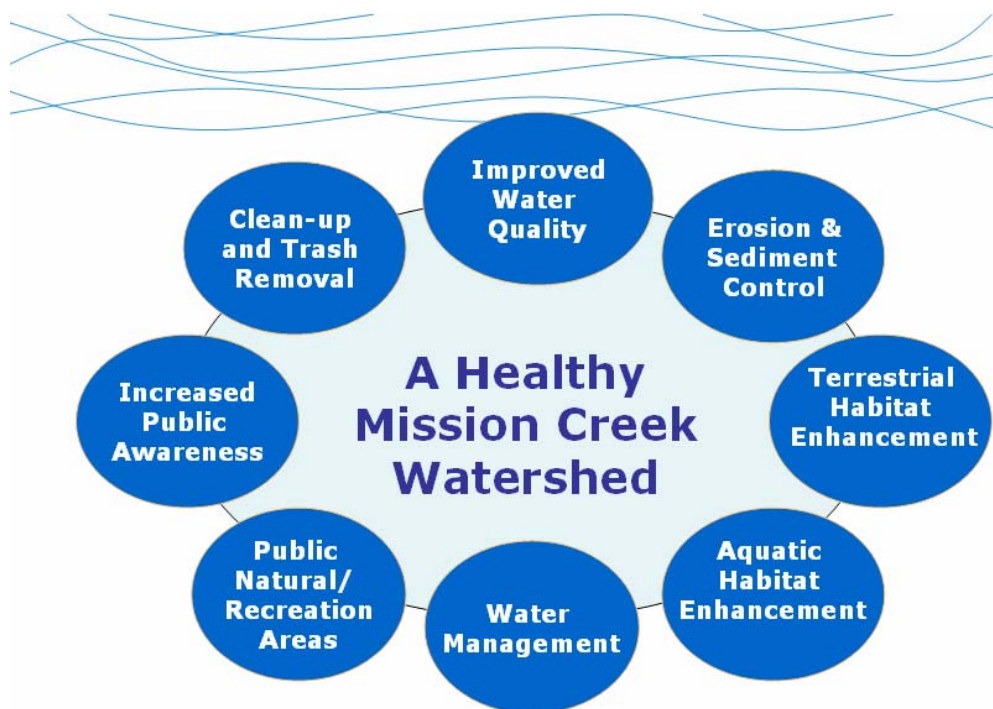 Improved
Water
Quality
Erosion &
Sediment
Control
Terrestrial
Habitat
Enhancement
Aquatic
Habitat
Enhancement
Water
Management
Public
Natural/
Recreation
Areas
Increased
Public
Awareness
Clean-up
and Trash
Removal
A Healthy
Mission Creek
Watershed